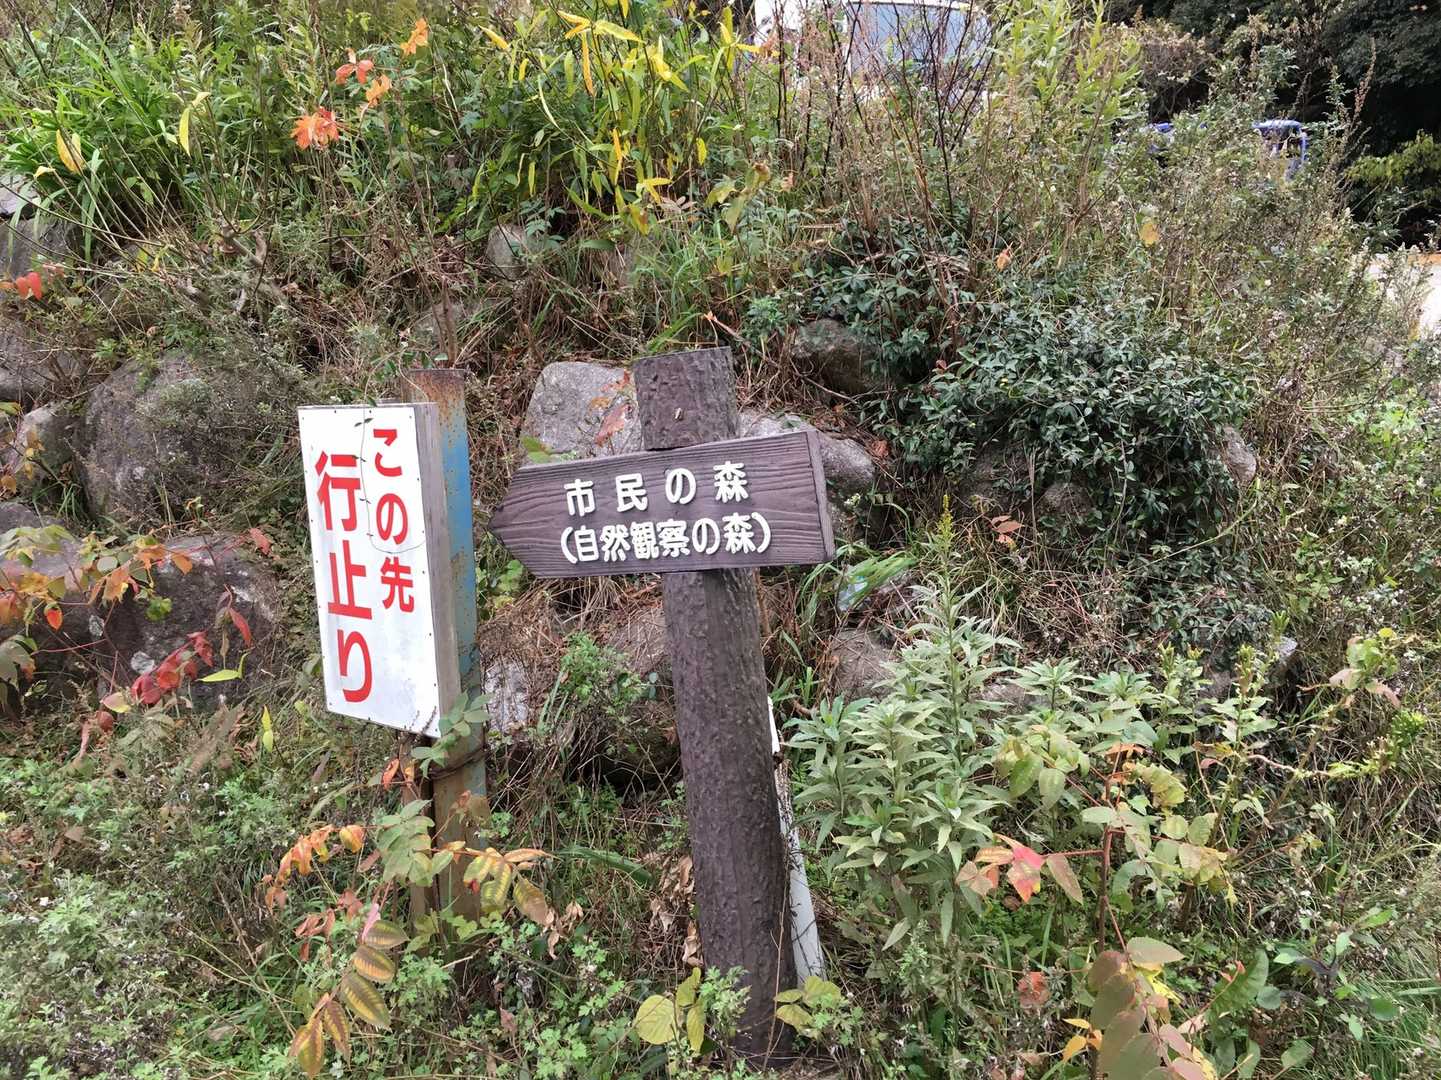 この先
行止り
市民の森
(自然観察の森)